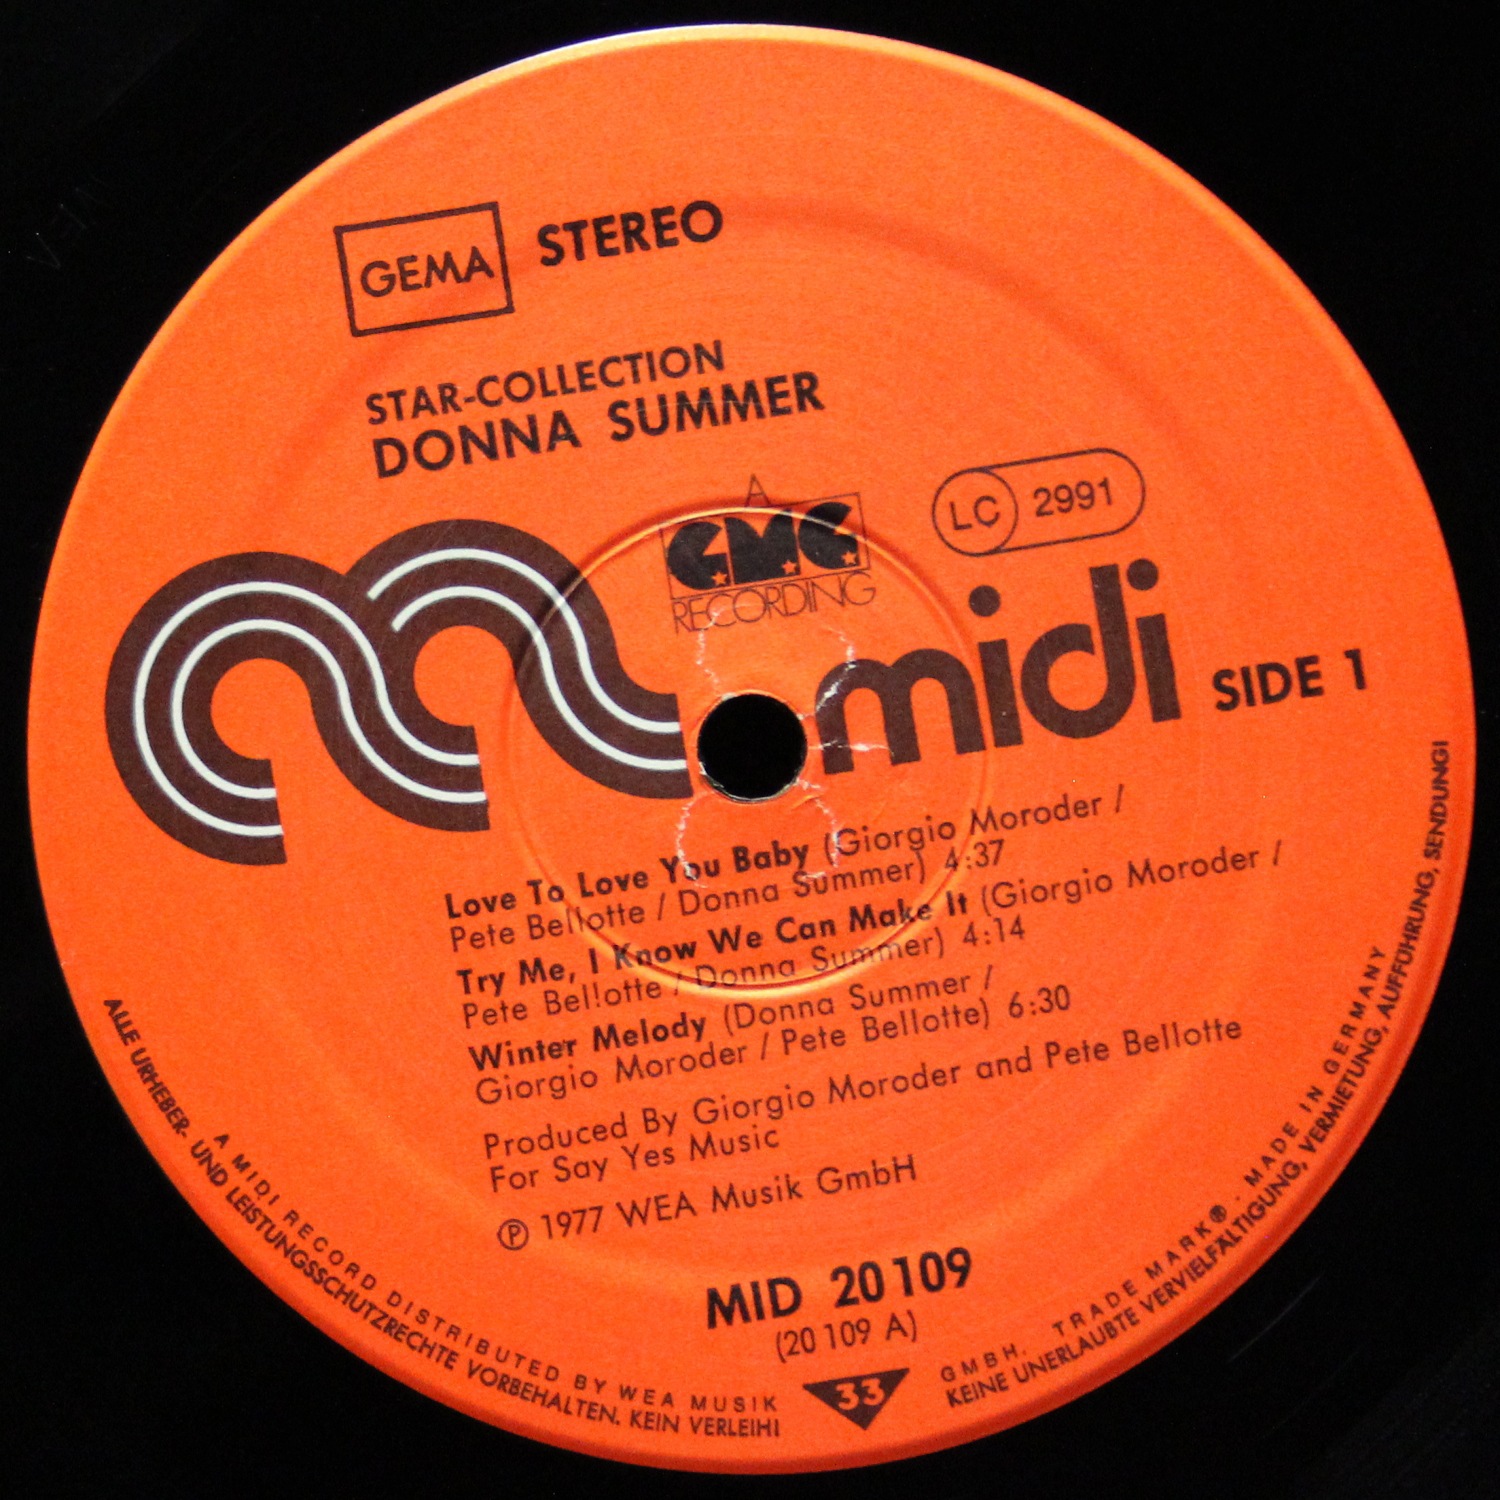 GEMA STEREO
STAR-COLLECTION
DONNA SUMMER
A
GMG
RECORDING
LC 2991
midi
SIDE 1
Love To Love You Baby (Giorgio Moroder /
Pete Bellotte / Donna Summer) 4:37
Try Me, I Know We Can Make It (Giorgio Moroder /
Pete Bellotte / Donna Summer) 4:14
Winter Melody (Donna Summer /
Giorgio Moroder / Pete Bellotte) 6:30
Produced By Giorgio Moroder and Pete Bellotte
For Say Yes Music
℗ 1977 WEA Musik GmbH
MID 20 109
(20 109 A)
33
A MIDI RECORD DISTRIBUTED BY WEA MUSIK GMBH. TRADE MARK ® · MADE IN GERMANY
ALLE URHEBER- UND LEISTUNGSSCHUTZRECHTE VORBEHALTEN. KEIN VERLEIH! KEINE UNERLAUBTE VERVIELFÄLTIGUNG, VERMIETUNG, AUFFÜHRUNG, SENDUNG!